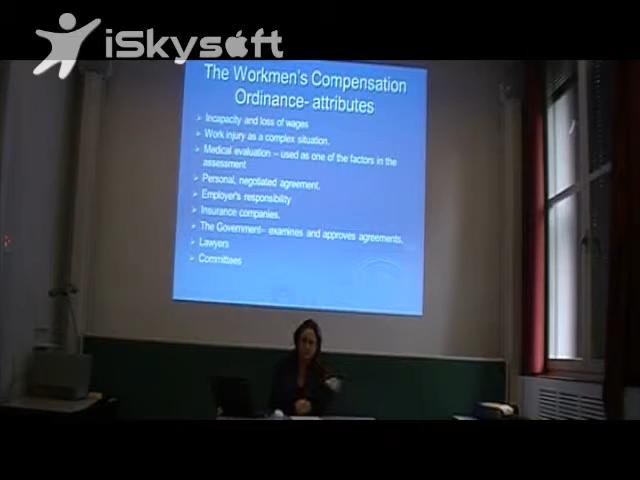 iSkysoft
The Workmen's Compensation
Ordinance- attributes
Incapacity and loss of wages
Work injury as a complex situation.
Medical evaluation – used as one of the factors in the
assessment
Personal, negotiated agreement.
Employer's responsibility
Insurance companies.
The Government– examines and approves agreements.
Lawyers
Committees